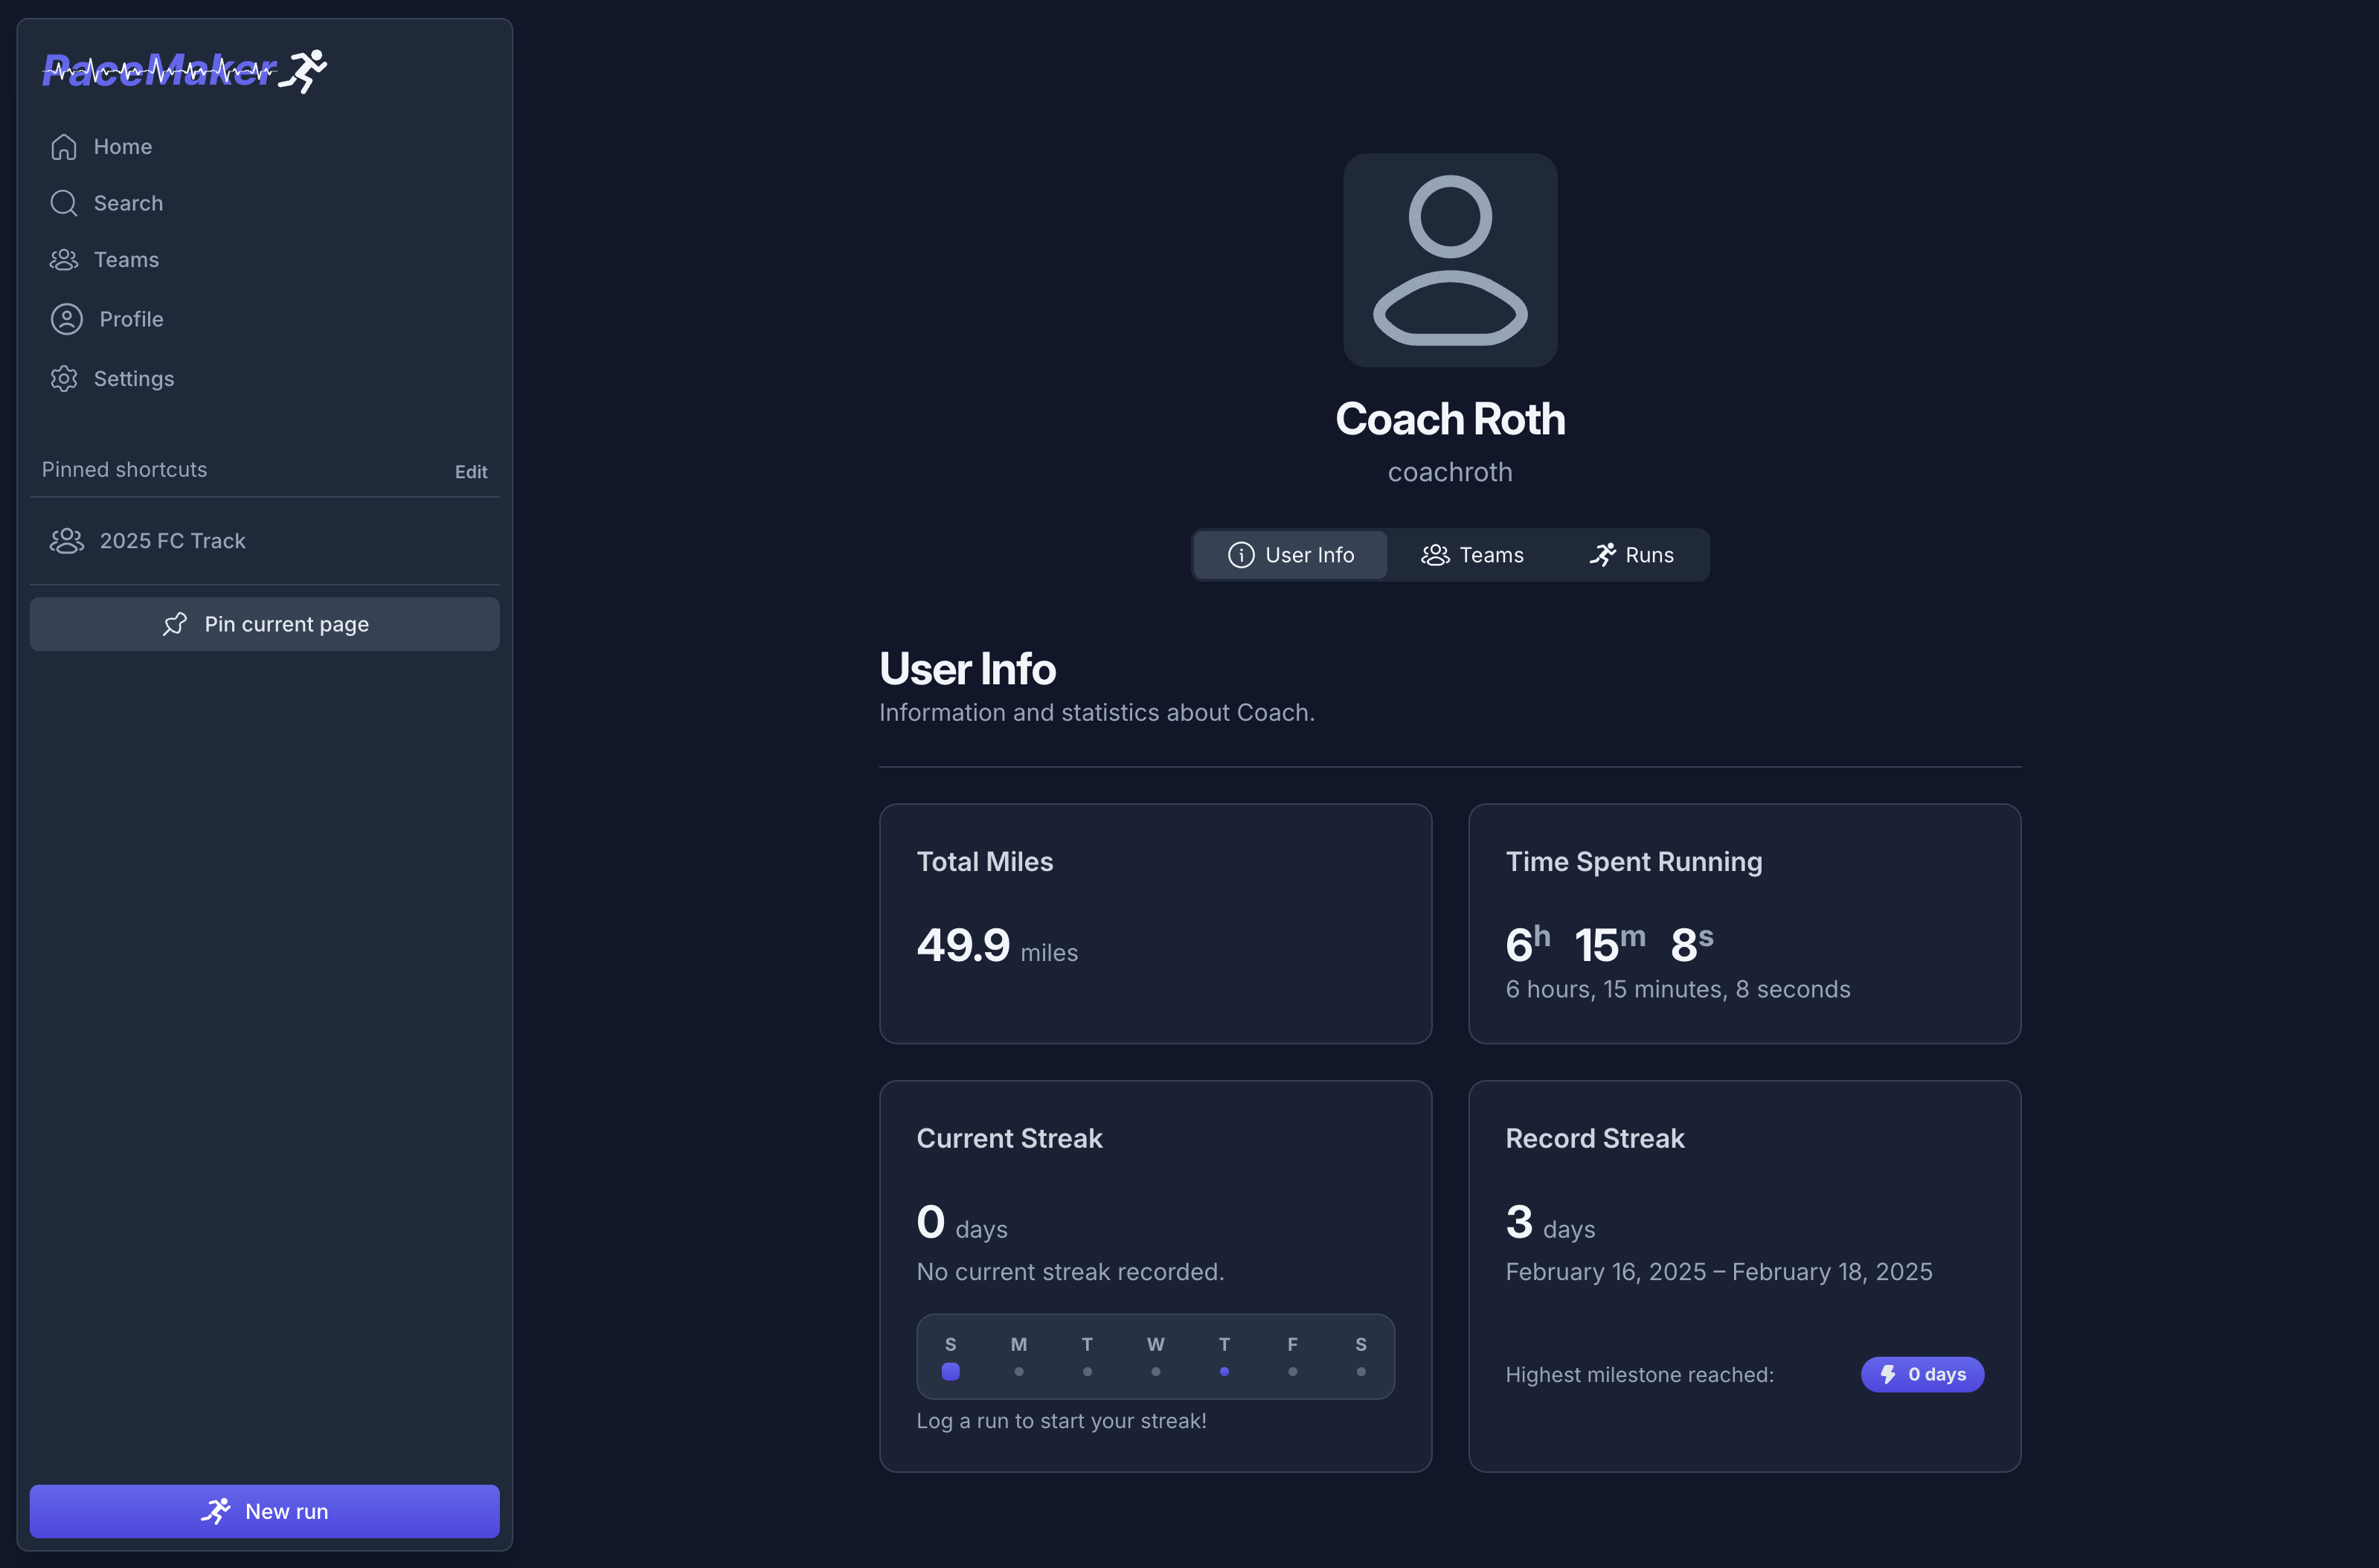 PaceMaker
Home
Search
Teams
Profile
Settings
Pinned shortcuts
Edit
2025 FC Track
Pin current page
New run
Coach Roth
coachroth
User Info
Teams
Runs
User Info
Information and statistics about Coach.
Total Miles
49.9 miles
Time Spent Running
6h 15m 8s
6 hours, 15 minutes, 8 seconds
Current Streak
0 days
No current streak recorded.
S M T W T F S
Log a run to start your streak!
Record Streak
3 days
February 16, 2025 – February 18, 2025
Highest milestone reached:
0 days